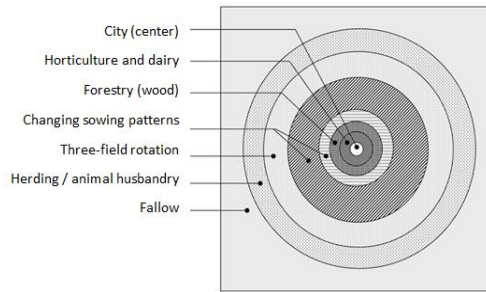 City (center)
Horticulture and dairy
Forestry (wood)
Changing sowing patterns
Three-field rotation
Herding / animal husbandry
Fallow